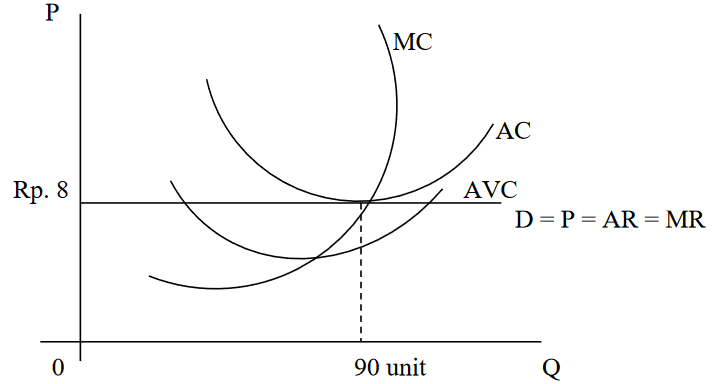 P
MC
AC
Rp. 8
AVC
D = P = AR = MR
0
90 unit
Q